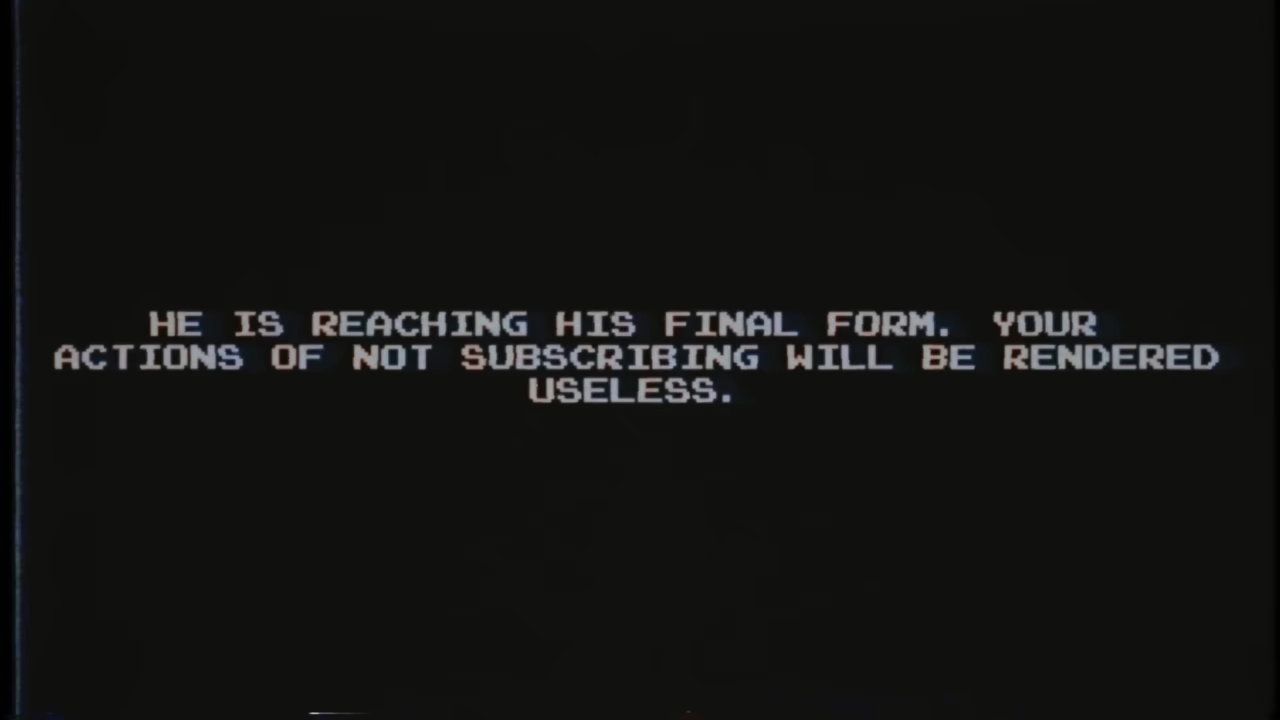 HE IS REACHING HIS FINAL FORM. YOUR
ACTIONS OF NOT SUBSCRIBING WILL BE RENDERED
USELESS.